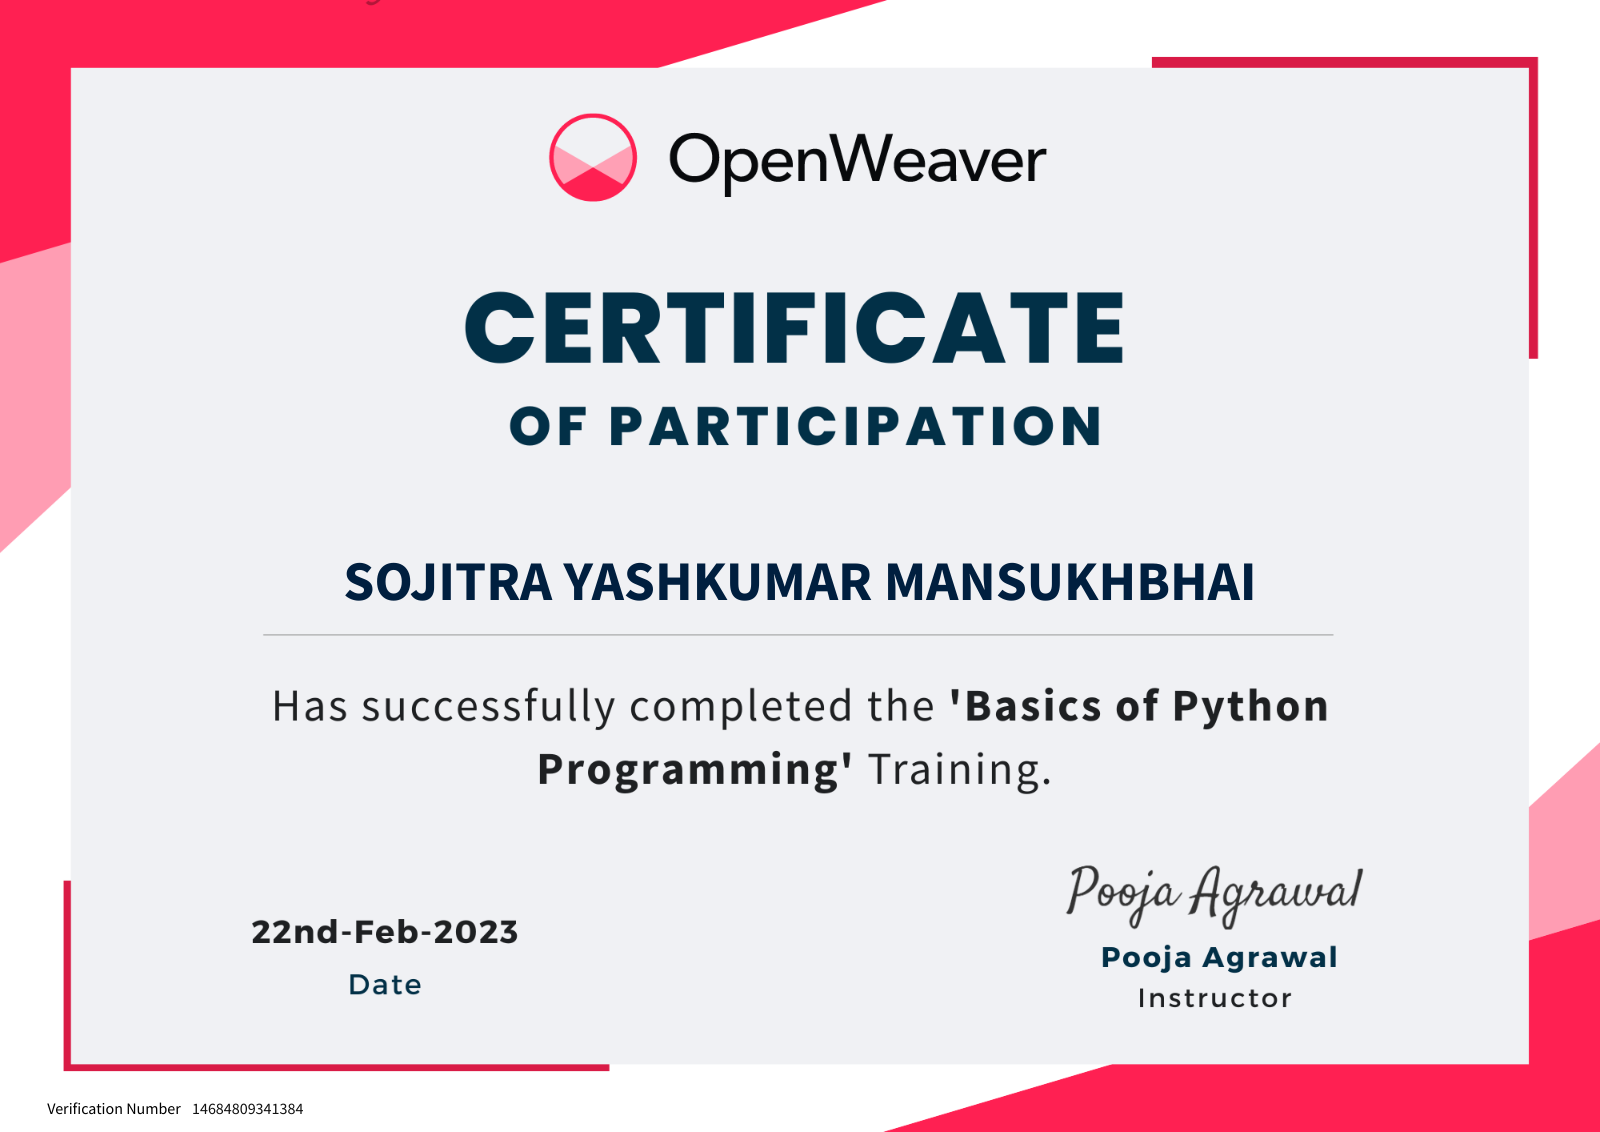 OpenWeaver
CERTIFICATE
OF PARTICIPATION
SOJITRA YASHKUMAR MANSUKHBHAI
Has successfully completed the 'Basics of Python
Programming' Training.
22nd-Feb-2023
Date
Pooja Agrawal
Pooja Agrawal
Instructor
Verification Number 14684809341384